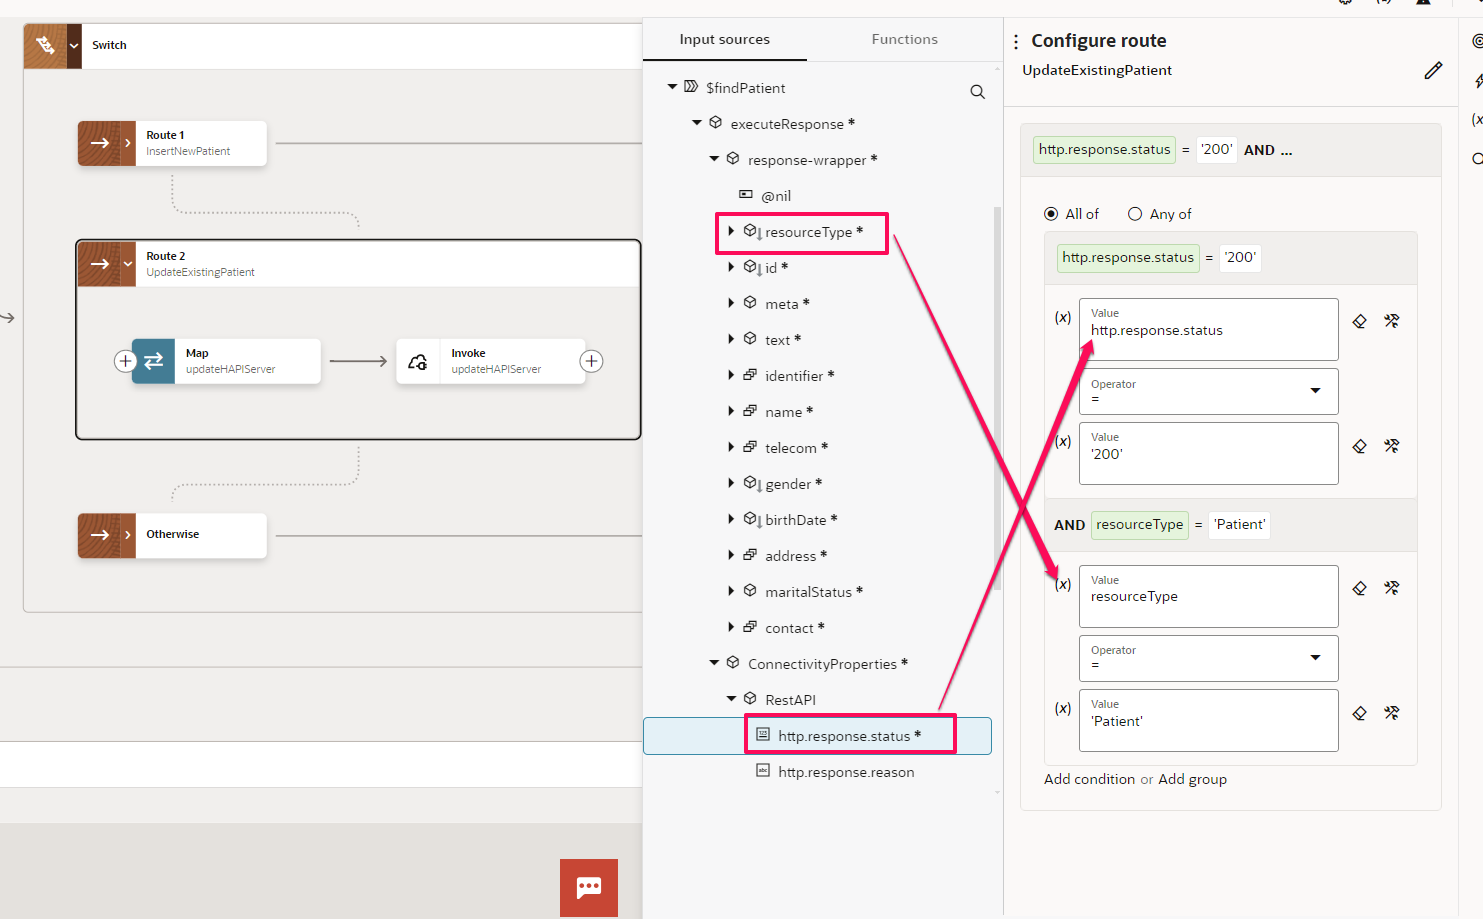 Switch
Route 1
InsertNewPatient
Route 2
UpdateExistingPatient
Map
updateHAPIServer
Invoke
updateHAPIServer
Otherwise
Input sources
Functions
$findPatient
executeResponse *
response-wrapper *
@nil
resourceType *
id *
meta *
text *
identifier *
name *
telecom *
gender *
birthDate *
address *
maritalStatus *
contact *
ConnectivityProperties *
RestAPI
http.response.status *
http.response.reason
Configure route
UpdateExistingPatient
http.response.status = '200' AND ...
All of Any of
http.response.status = '200'
(x)
Value
http.response.status
Operator
=
(x)
Value
'200'
AND resourceType = 'Patient'
(x)
Value
resourceType
Operator
=
(x)
Value
'Patient'
Add condition or Add group